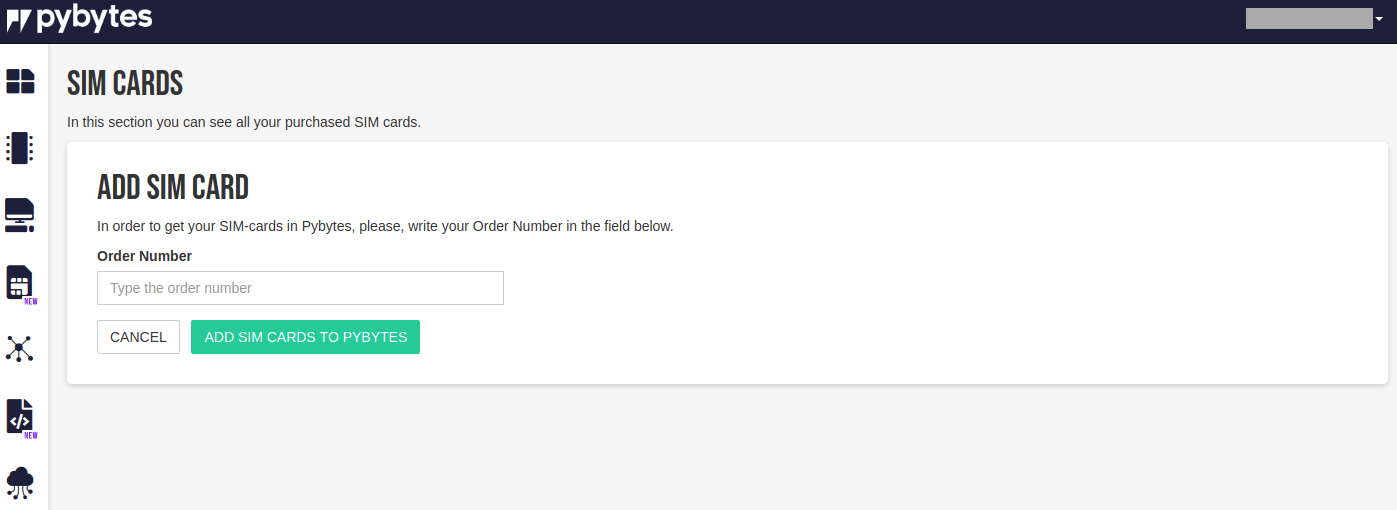 pybytes
SIM CARDS
In this section you can see all your purchased SIM cards.
ADD SIM CARD
In order to get your SIM-cards in Pybytes, please, write your Order Number in the field below.
Order Number
Type the order number
CANCEL
ADD SIM CARDS TO PYBYTES
NEW
NEW